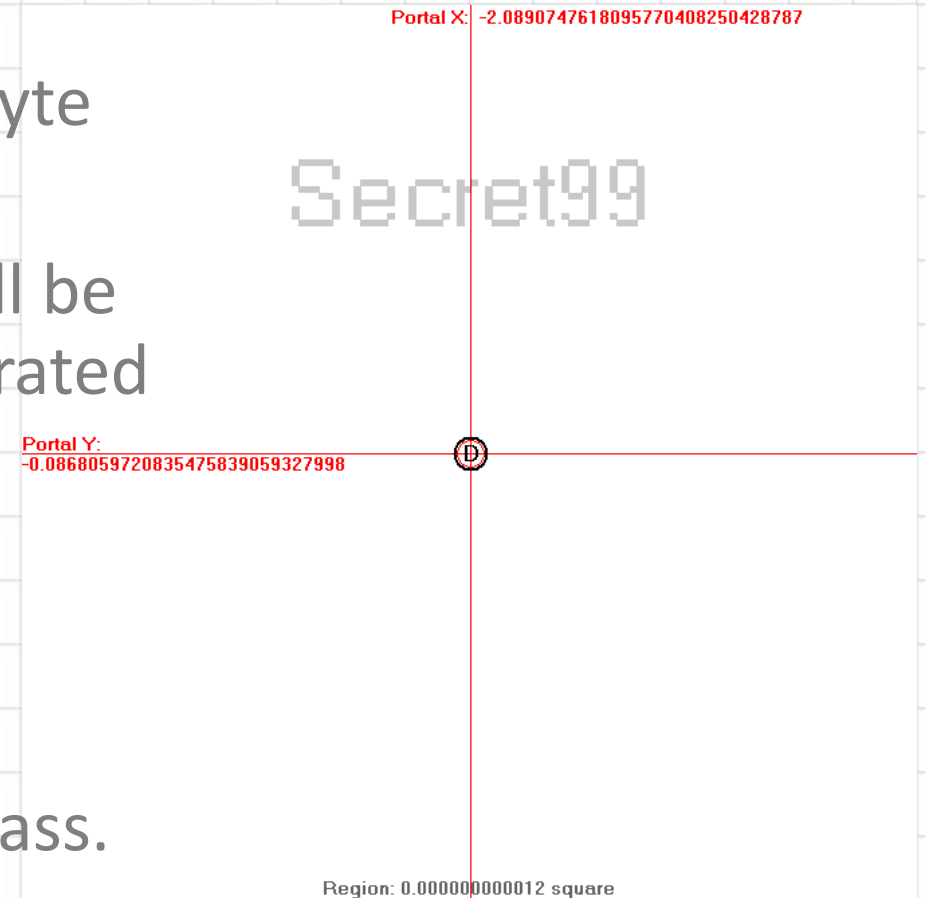 Portal X: -2.0890747618095770408250428787
yte
Secret99
ll be
rated
Portal Y:
-0.0868059720835475839059327998
D
ass.
Region: 0.000000000012 square